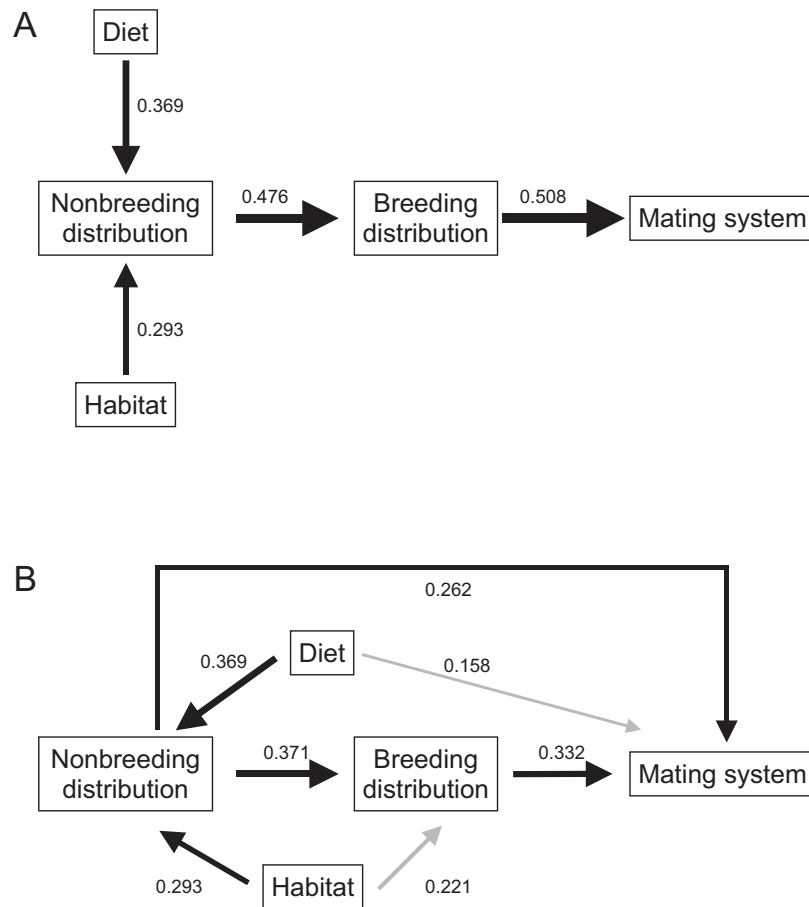 A
Diet
0.369
Nonbreeding
distribution
0.476
Breeding
distribution
0.508
Mating system
0.293
Habitat
B
0.262
Diet
0.369
0.158
Nonbreeding
distribution
0.371
Breeding
distribution
0.332
Mating system
0.293
Habitat
0.221